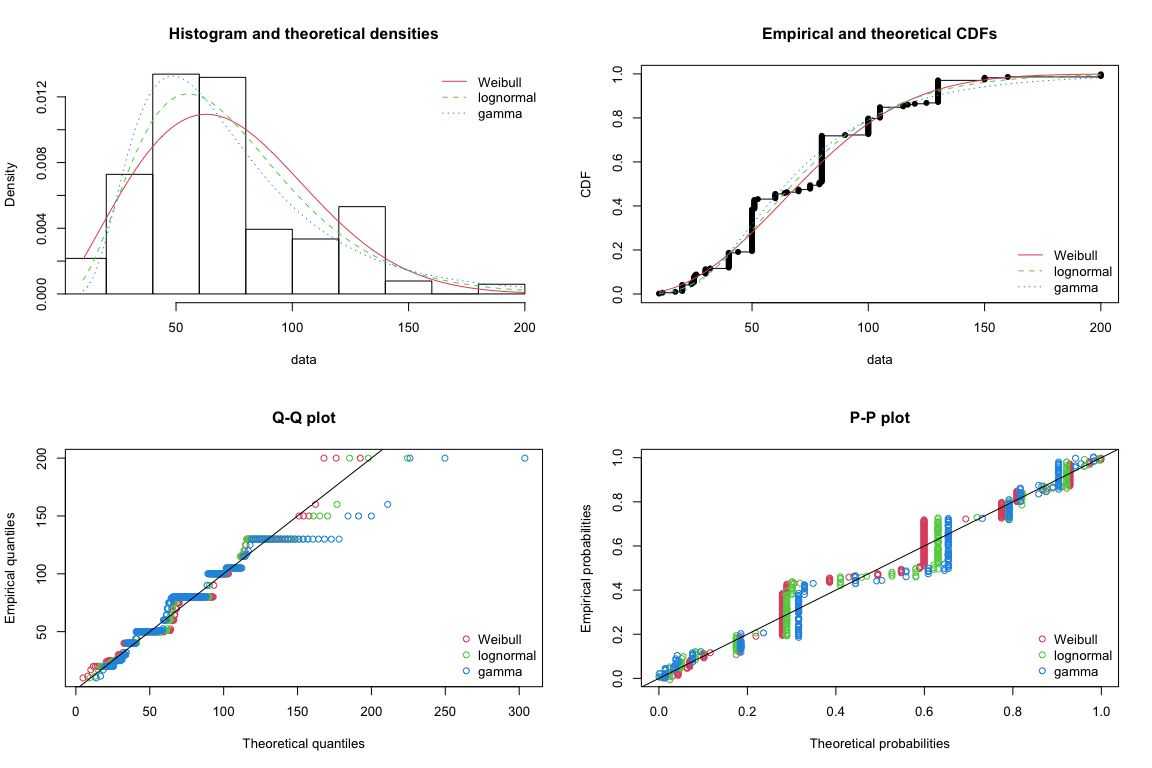 Histogram and theoretical densities
Density
0.000
0.004
0.008
0.012
Weibull
lognormal
gamma
50
100
150
200
data
Empirical and theoretical CDFs
CDF
0.0
0.2
0.4
0.6
0.8
1.0
Weibull
lognormal
gamma
50
100
150
200
data
Q-Q plot
Empirical quantiles
50
100
150
200
Weibull
lognormal
gamma
0
50
100
150
200
250
300
Theoretical quantiles
P-P plot
Empirical probabilities
0.0
0.2
0.4
0.6
0.8
1.0
Weibull
lognormal
gamma
0.0
0.2
0.4
0.6
0.8
1.0
Theoretical probabilities